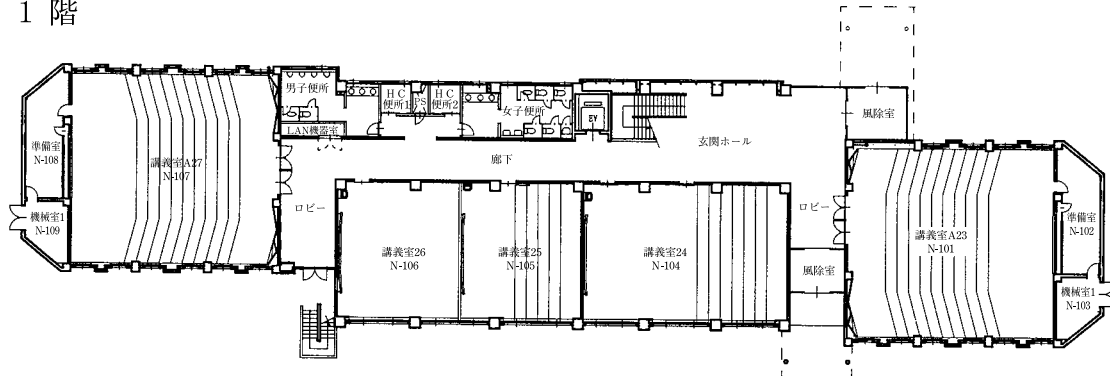 1 階
男子便所
HC
便所1
PS
HC
便所2
女子便所
EV
LAN機器室
風除室
玄関ホール
廊下
準備室
N-108
講義室A27
N-107
機械室1
N-109
ロビー
講義室26
N-106
講義室25
N-105
講義室24
N-104
ロビー
風除室
講義室A23
N-101
準備室
N-102
機械室1
N-103